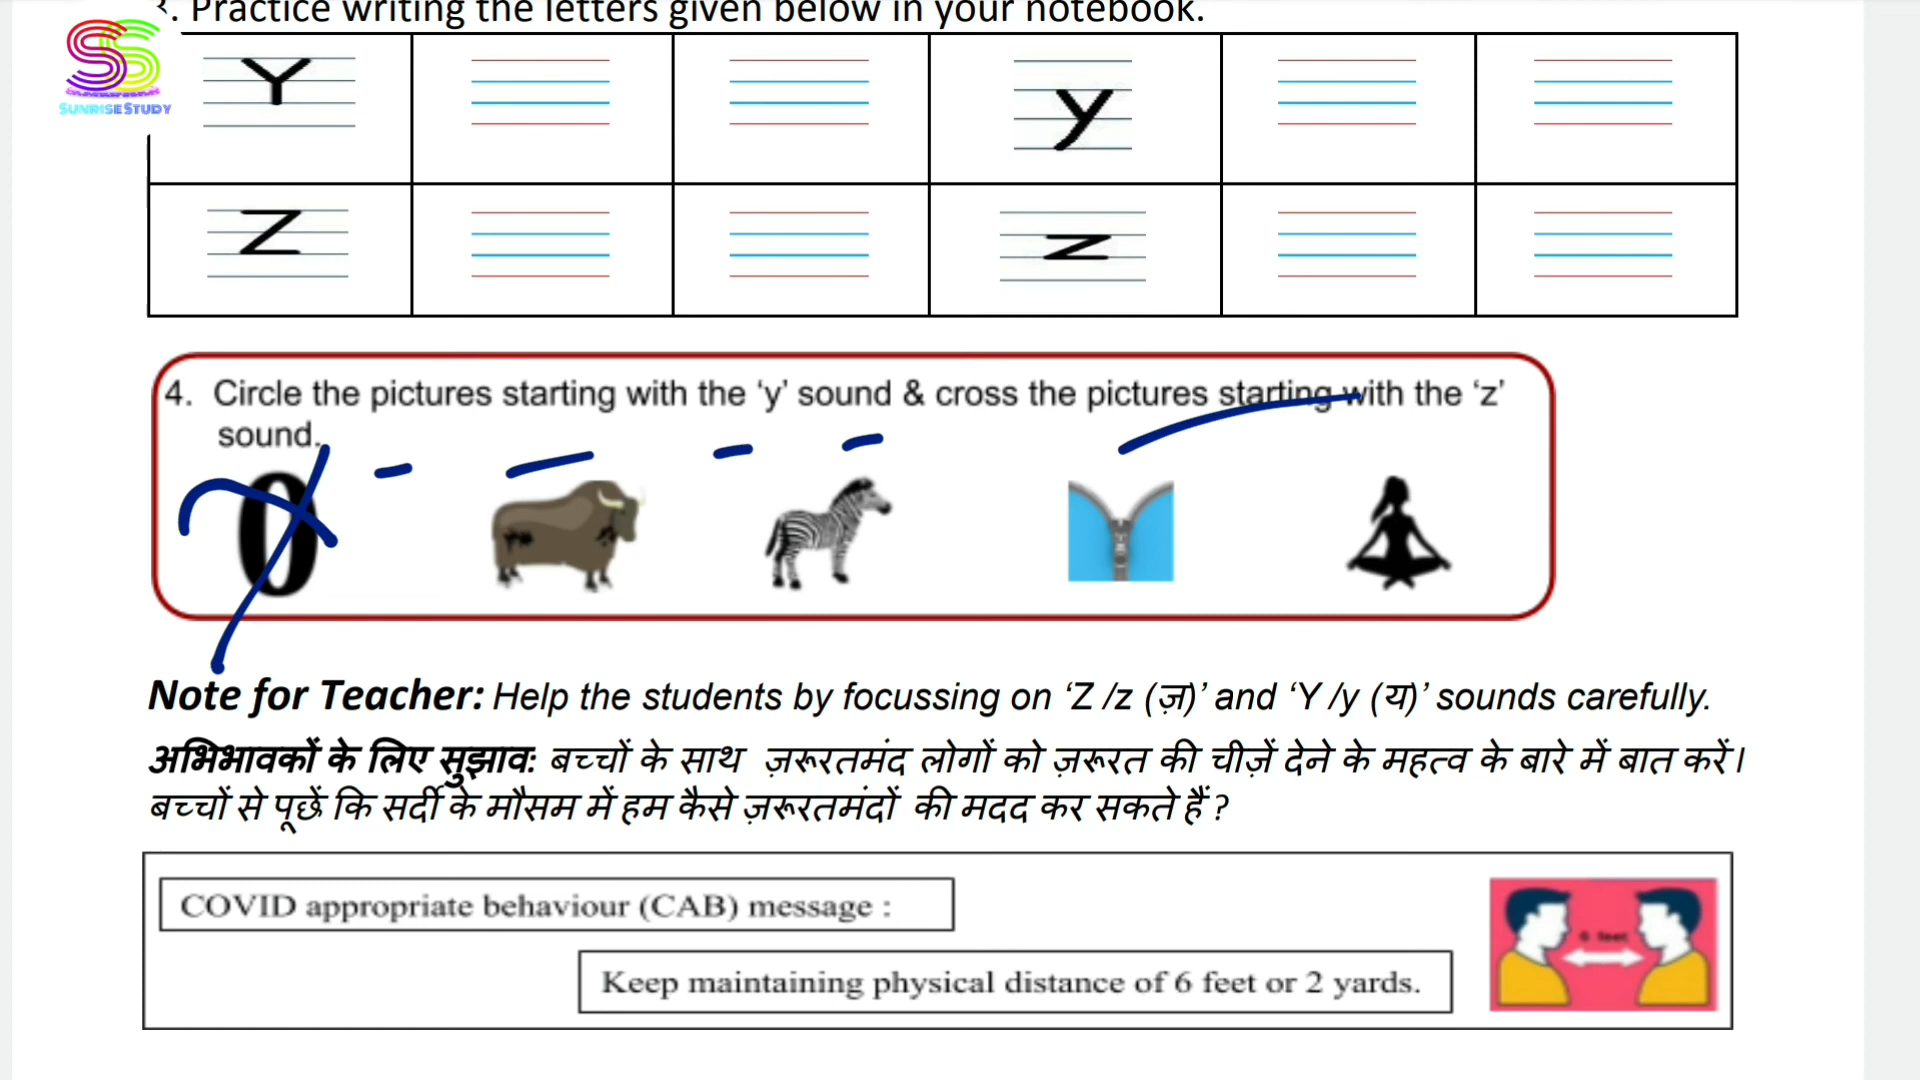 3. Practice writing the letters given below in your notebook.
SUNRISESTUDY
Y y
Z z
4. Circle the pictures starting with the ‘y’ sound & cross the pictures starting with the ‘z’
sound.
0
Note for Teacher: Help the students by focussing on ‘Z /z (ज़)’ and ‘Y /y (य)’ sounds carefully.
अभिभावकों के लिए सुझाव: बच्चों के साथ ज़रूरतमंद लोगों को ज़रूरत की चीज़ें देने के महत्व के बारे में बात करें।
बच्चों से पूछें कि सर्दी के मौसम में हम कैसे ज़रूरतमंदों की मदद कर सकते हैं ?
COVID appropriate behaviour (CAB) message :
6 feet
Keep maintaining physical distance of 6 feet or 2 yards.